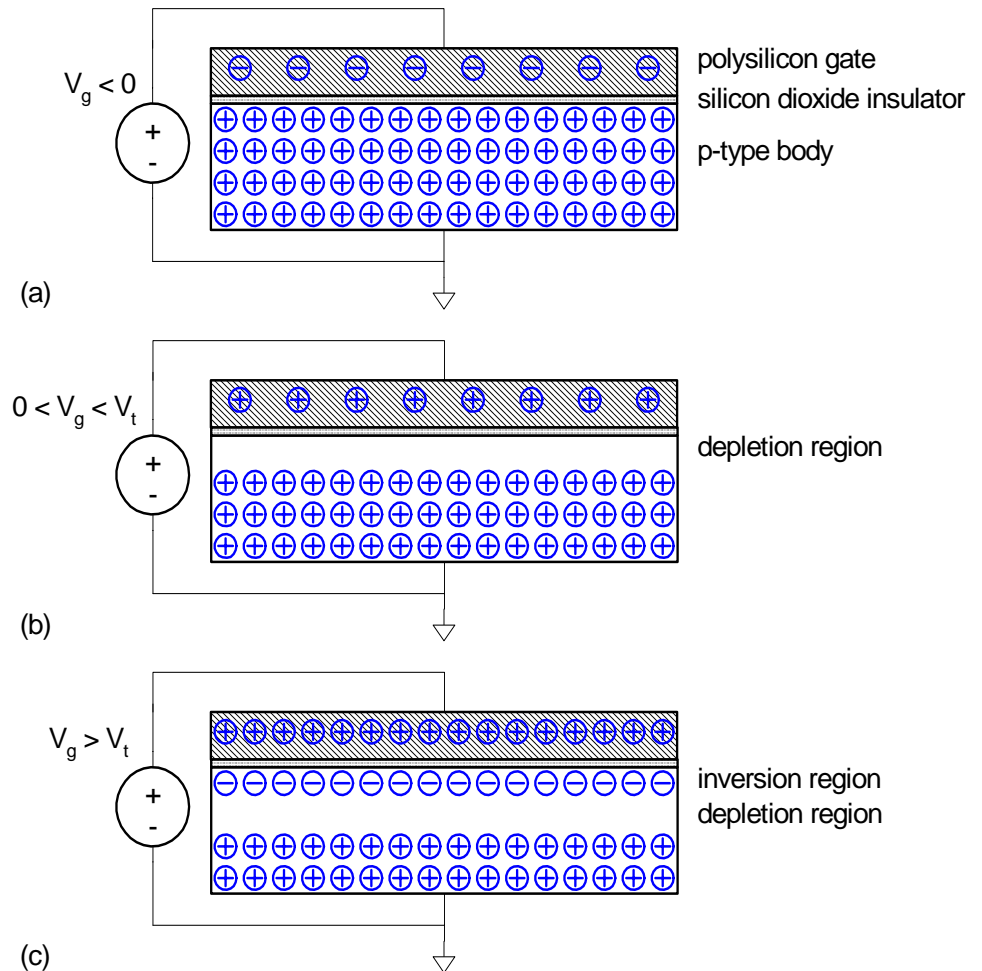 polysilicon gate
V_g < 0
silicon dioxide insulator
+
-
p-type body
(a)
0 < V_g < V_t
+
-
depletion region
(b)
V_g > V_t
+
-
inversion region
depletion region
(c)